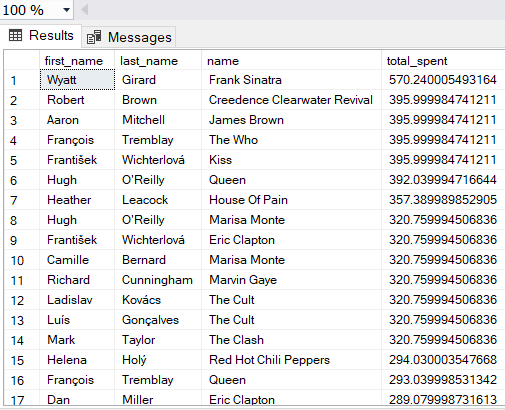 100 %
Results Messages
first_name last_name name total_spent
1 Wyatt Girard Frank Sinatra 570.240005493164
2 Robert Brown Creedence Clearwater Revival 395.999984741211
3 Aaron Mitchell James Brown 395.999984741211
4 François Tremblay The Who 395.999984741211
5 František Wichterlová Kiss 395.999984741211
6 Hugh O'Reilly Queen 392.039994716644
7 Heather Leacock House Of Pain 357.389989852905
8 Hugh O'Reilly Marisa Monte 320.759994506836
9 František Wichterlová Eric Clapton 320.759994506836
10 Camille Bernard Marisa Monte 320.759994506836
11 Richard Cunningham Marvin Gaye 320.759994506836
12 Ladislav Kovács The Cult 320.759994506836
13 Luís Gonçalves The Cult 320.759994506836
14 Mark Taylor The Clash 320.759994506836
15 Helena Holý Red Hot Chili Peppers 294.030003547668
16 François Tremblay Queen 293.039998531342
17 Dan Miller Eric Clapton 289.079998731613